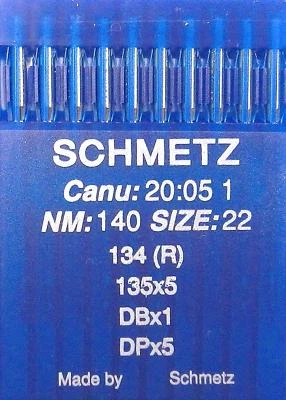 SCHMETZ
Canu: 20:05 1
NM: 140 SIZE: 22
134 (R)
135x5
DBx1
DPx5
Made by Schmetz